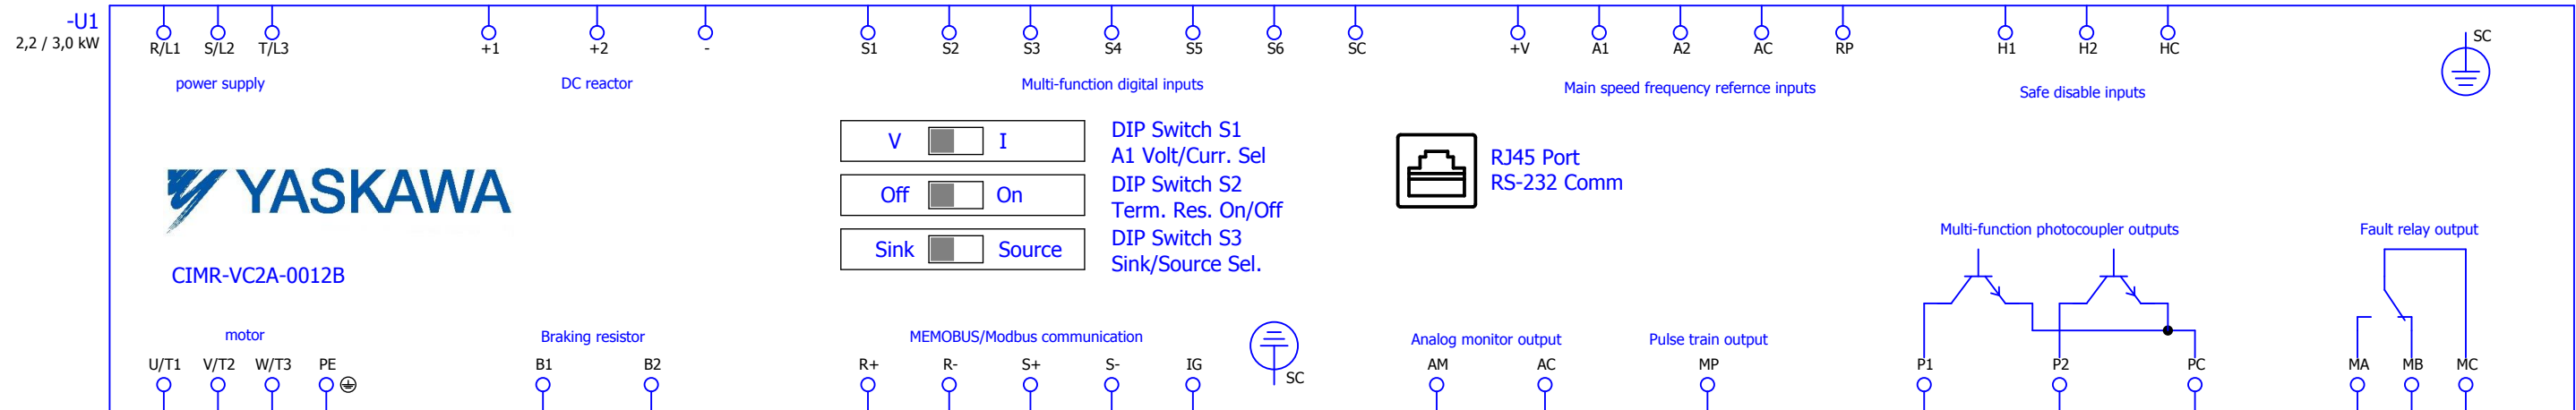 -U1
2,2 / 3,0 kW
R/L1 S/L2 T/L3 +1 +2 - S1 S2 S3 S4 S5 S6 SC +V A1 A2 AC RP H1 H2 HC SC
power supply DC reactor Multi-function digital inputs Main speed frequency refernce inputs Safe disable inputs
V I DIP Switch S1
A1 Volt/Curr. Sel
Off On DIP Switch S2
Term. Res. On/Off
Sink Source DIP Switch S3
Sink/Source Sel.
RJ45 Port
RS-232 Comm
YASKAWA
CIMR-VC2A-0012B
Multi-function photocoupler outputs Fault relay output
motor Braking resistor MEMOBUS/Modbus communication Analog monitor output Pulse train output
U/T1 V/T2 W/T3 PE B1 B2 R+ R- S+ S- IG SC AM AC MP P1 P2 PC MA MB MC